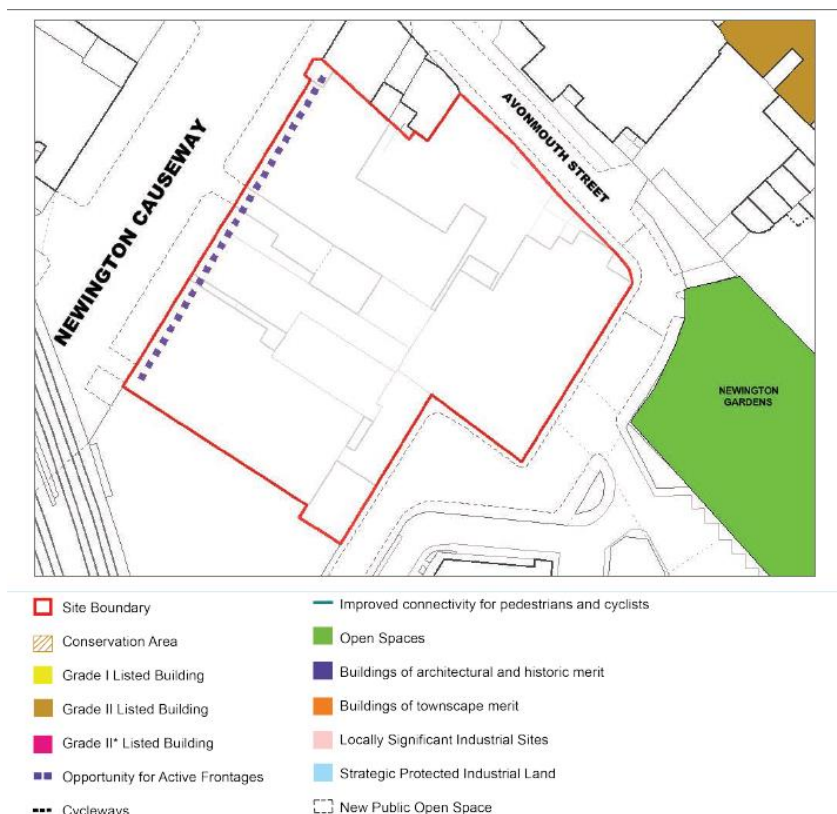 NEWINGTON CAUSEWAY
AVONMOUTH STREET
NEWINGTON
GARDENS
Site Boundary
Conservation Area
Grade I Listed Building
Grade II Listed Building
Grade II* Listed Building
Opportunity for Active Frontages
Cycleways
Improved connectivity for pedestrians and cyclists
Open Spaces
Buildings of architectural and historic merit
Buildings of townscape merit
Locally Significant Industrial Sites
Strategic Protected Industrial Land
New Public Open Space